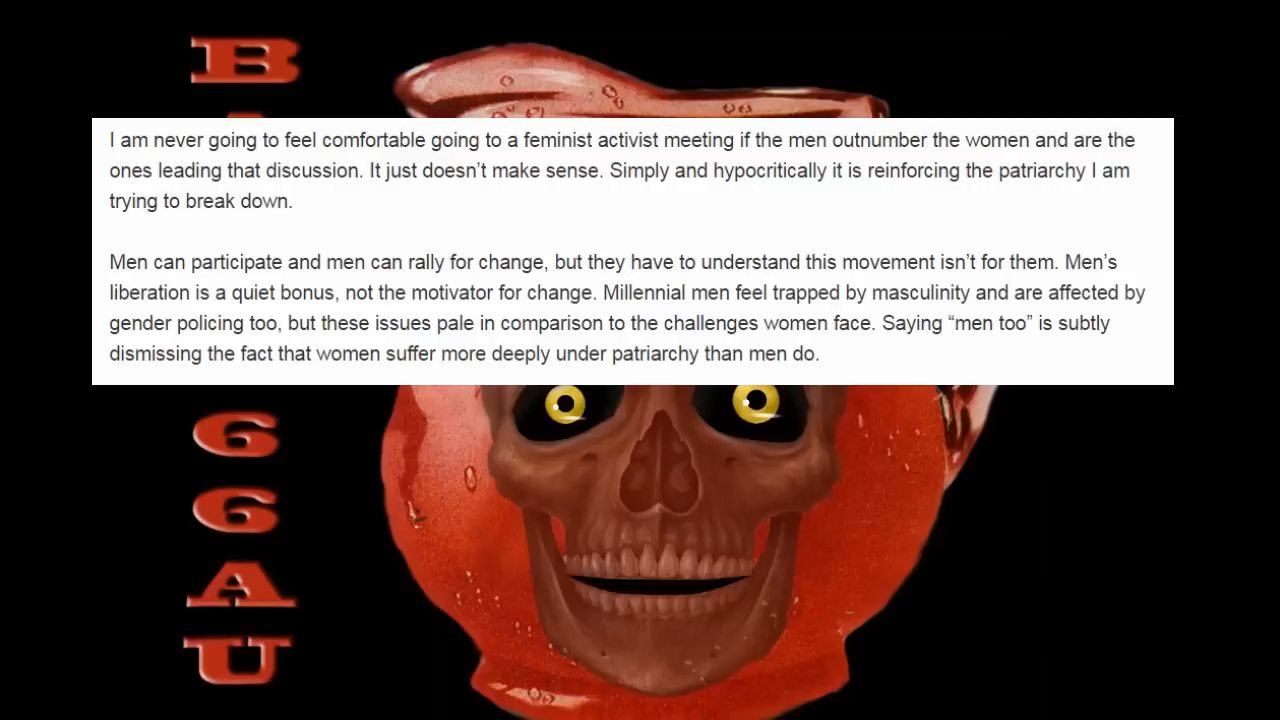 B
I am never going to feel comfortable going to a feminist activist meeting if the men outnumber the women and are the
ones leading that discussion. It just doesn’t make sense. Simply and hypocritically it is reinforcing the patriarchy I am
trying to break down.
Men can participate and men can rally for change, but they have to understand this movement isn’t for them. Men’s
liberation is a quiet bonus, not the motivator for change. Millennial men feel trapped by masculinity and are affected by
gender policing too, but these issues pale in comparison to the challenges women face. Saying “men too” is subtly
dismissing the fact that women suffer more deeply under patriarchy than men do.
6
6
A
U